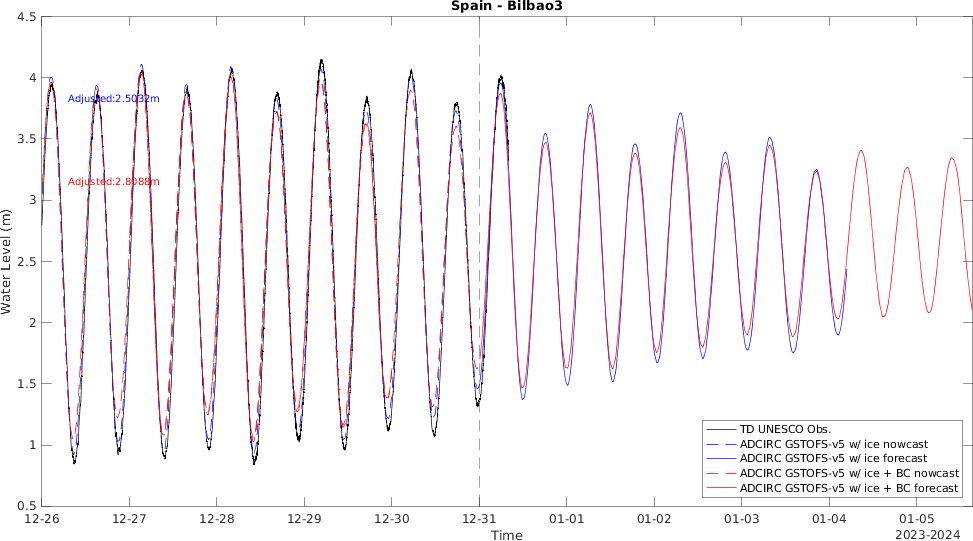 Spain - Bilbao3
4.5
4
3.5
3
2.5
2
1.5
1
0.5
Water Level (m)
Adjusted:2.5032m
Adjusted:2.8088m
TD UNESCO Obs.
ADCIRC GSTOFS-v5 w/ ice nowcast
ADCIRC GSTOFS-v5 w/ ice forecast
ADCIRC GSTOFS-v5 w/ ice + BC nowcast
ADCIRC GSTOFS-v5 w/ ice + BC forecast
12-26 12-27 12-28 12-29 12-30 12-31 01-01 01-02 01-03 01-04 01-05
Time
2023-2024